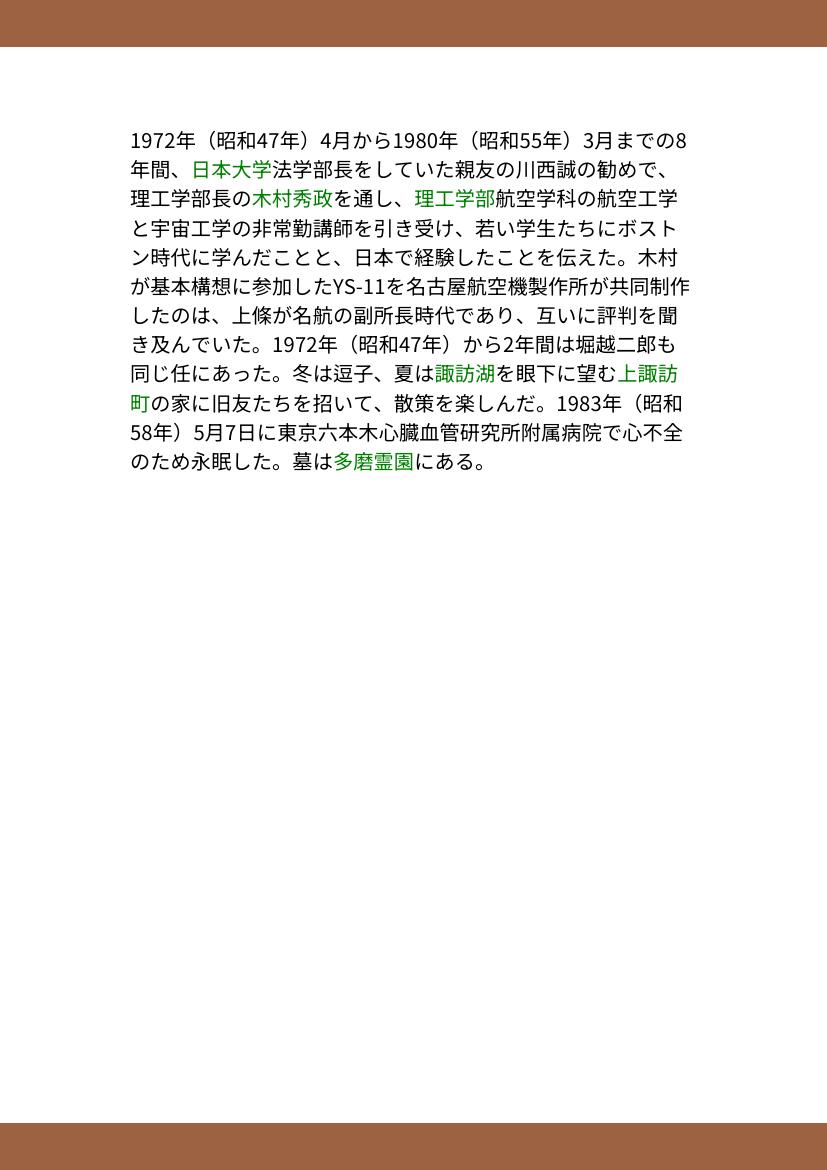 1972年（昭和47年）4月から1980年（昭和55年）3月までの8
年間、日本大学法学部長をしていた親友の川西誠の勧めで、
理工学部長の木村秀政を通し、理工学部航空学科の航空工学
と宇宙工学の非常勤講師を引き受け、若い学生たちにボスト
ン時代に学んだことと、日本で経験したことを伝えた。木村
が基本構想に参加したYS-11を名古屋航空機製作所が共同制作
したのは、上條が名航の副所長時代であり、互いに評判を聞
き及んでいた。1972年（昭和47年）から2年間は堀越二郎も
同じ任にあった。冬は逗子、夏は諏訪湖を眼下に望む上諏訪
町の家に旧友たちを招いて、散策を楽しんだ。1983年（昭和
58年）5月7日に東京六本木心臓血管研究所附属病院で心不全
のため永眠した。墓は多磨霊園にある。